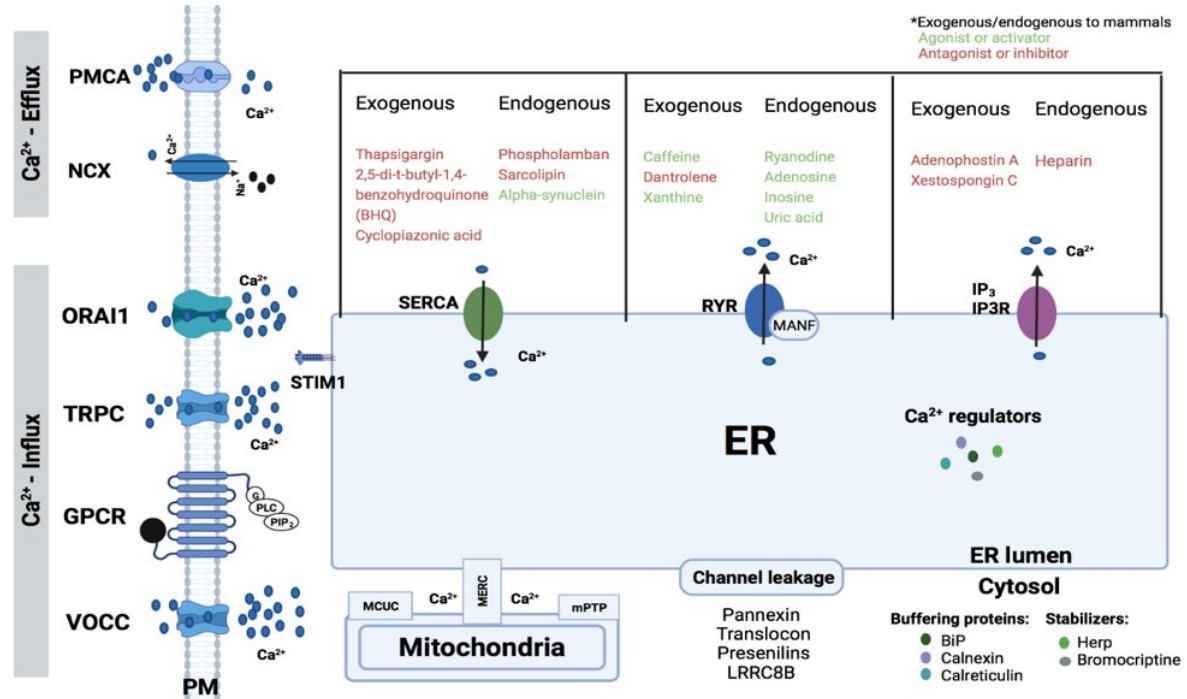 *Exogenous/endogenous to mammals
Agonist or activator
Antagonist or inhibitor
Ca²⁺ - Efflux
PMCA
Ca²⁺
NCX
Ca²⁺
Na⁺
Ca²⁺ - Influx
ORAI1
Ca²⁺
STIM1
TRPC
Ca²⁺
GPCR
G
PLC
PIP₂
VOCC
Ca²⁺
PM
Exogenous
Endogenous
Thapsigargin
2,5-di-t-butyl-1,4-
benzohydroquinone
(BHQ)
Cyclopiazonic acid
Phospholamban
Sarcolipin
Alpha-synuclein
SERCA
Ca²⁺
Exogenous
Endogenous
Caffeine
Dantrolene
Xanthine
Ryanodine
Adenosine
Inosine
Uric acid
Ca²⁺
RYR
MANF
Exogenous
Endogenous
Adenophostin A
Xestospongin C
Heparin
Ca²⁺
IP₃
IP3R
ER
Ca²⁺ regulators
ER lumen
Cytosol
MCUC
Ca²⁺
MERC
Ca²⁺
mPTP
Mitochondria
Channel leakage
Pannexin
Translocon
Presenilins
LRRC8B
Buffering proteins:
BiP
Calnexin
Calreticulin
Stabilizers:
Herp
Bromocriptine